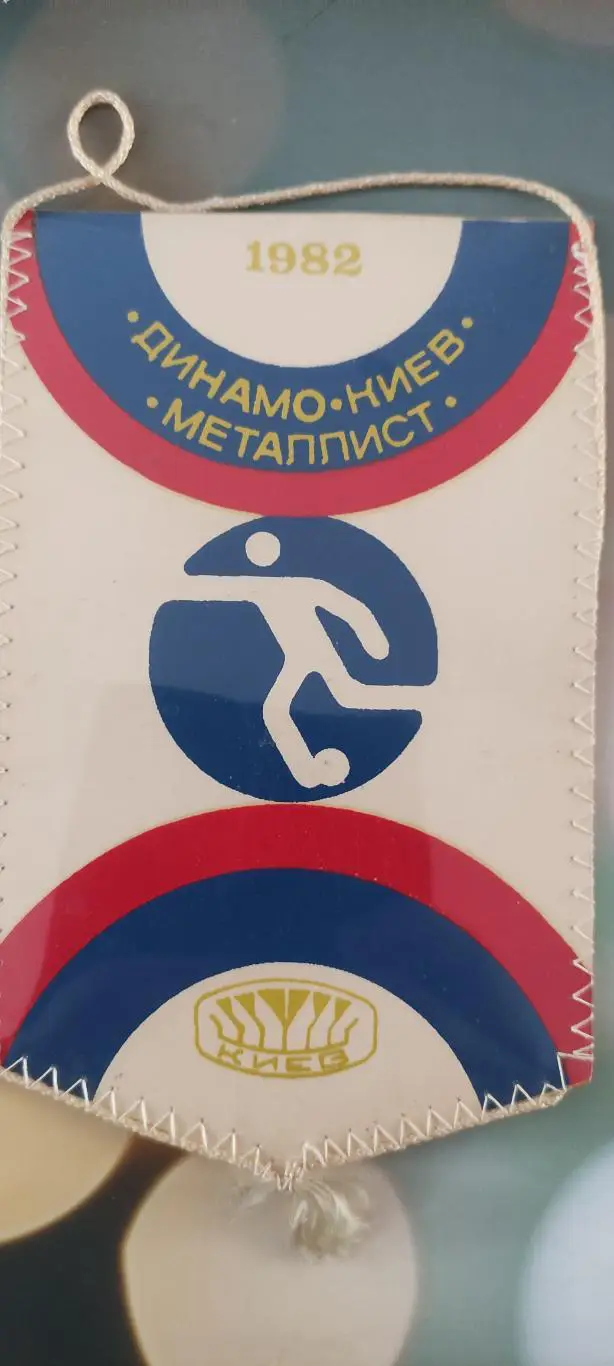 1982
•ДИНАМО•КИЕВ•
•МЕТАЛЛИСТ•
КИЕВ